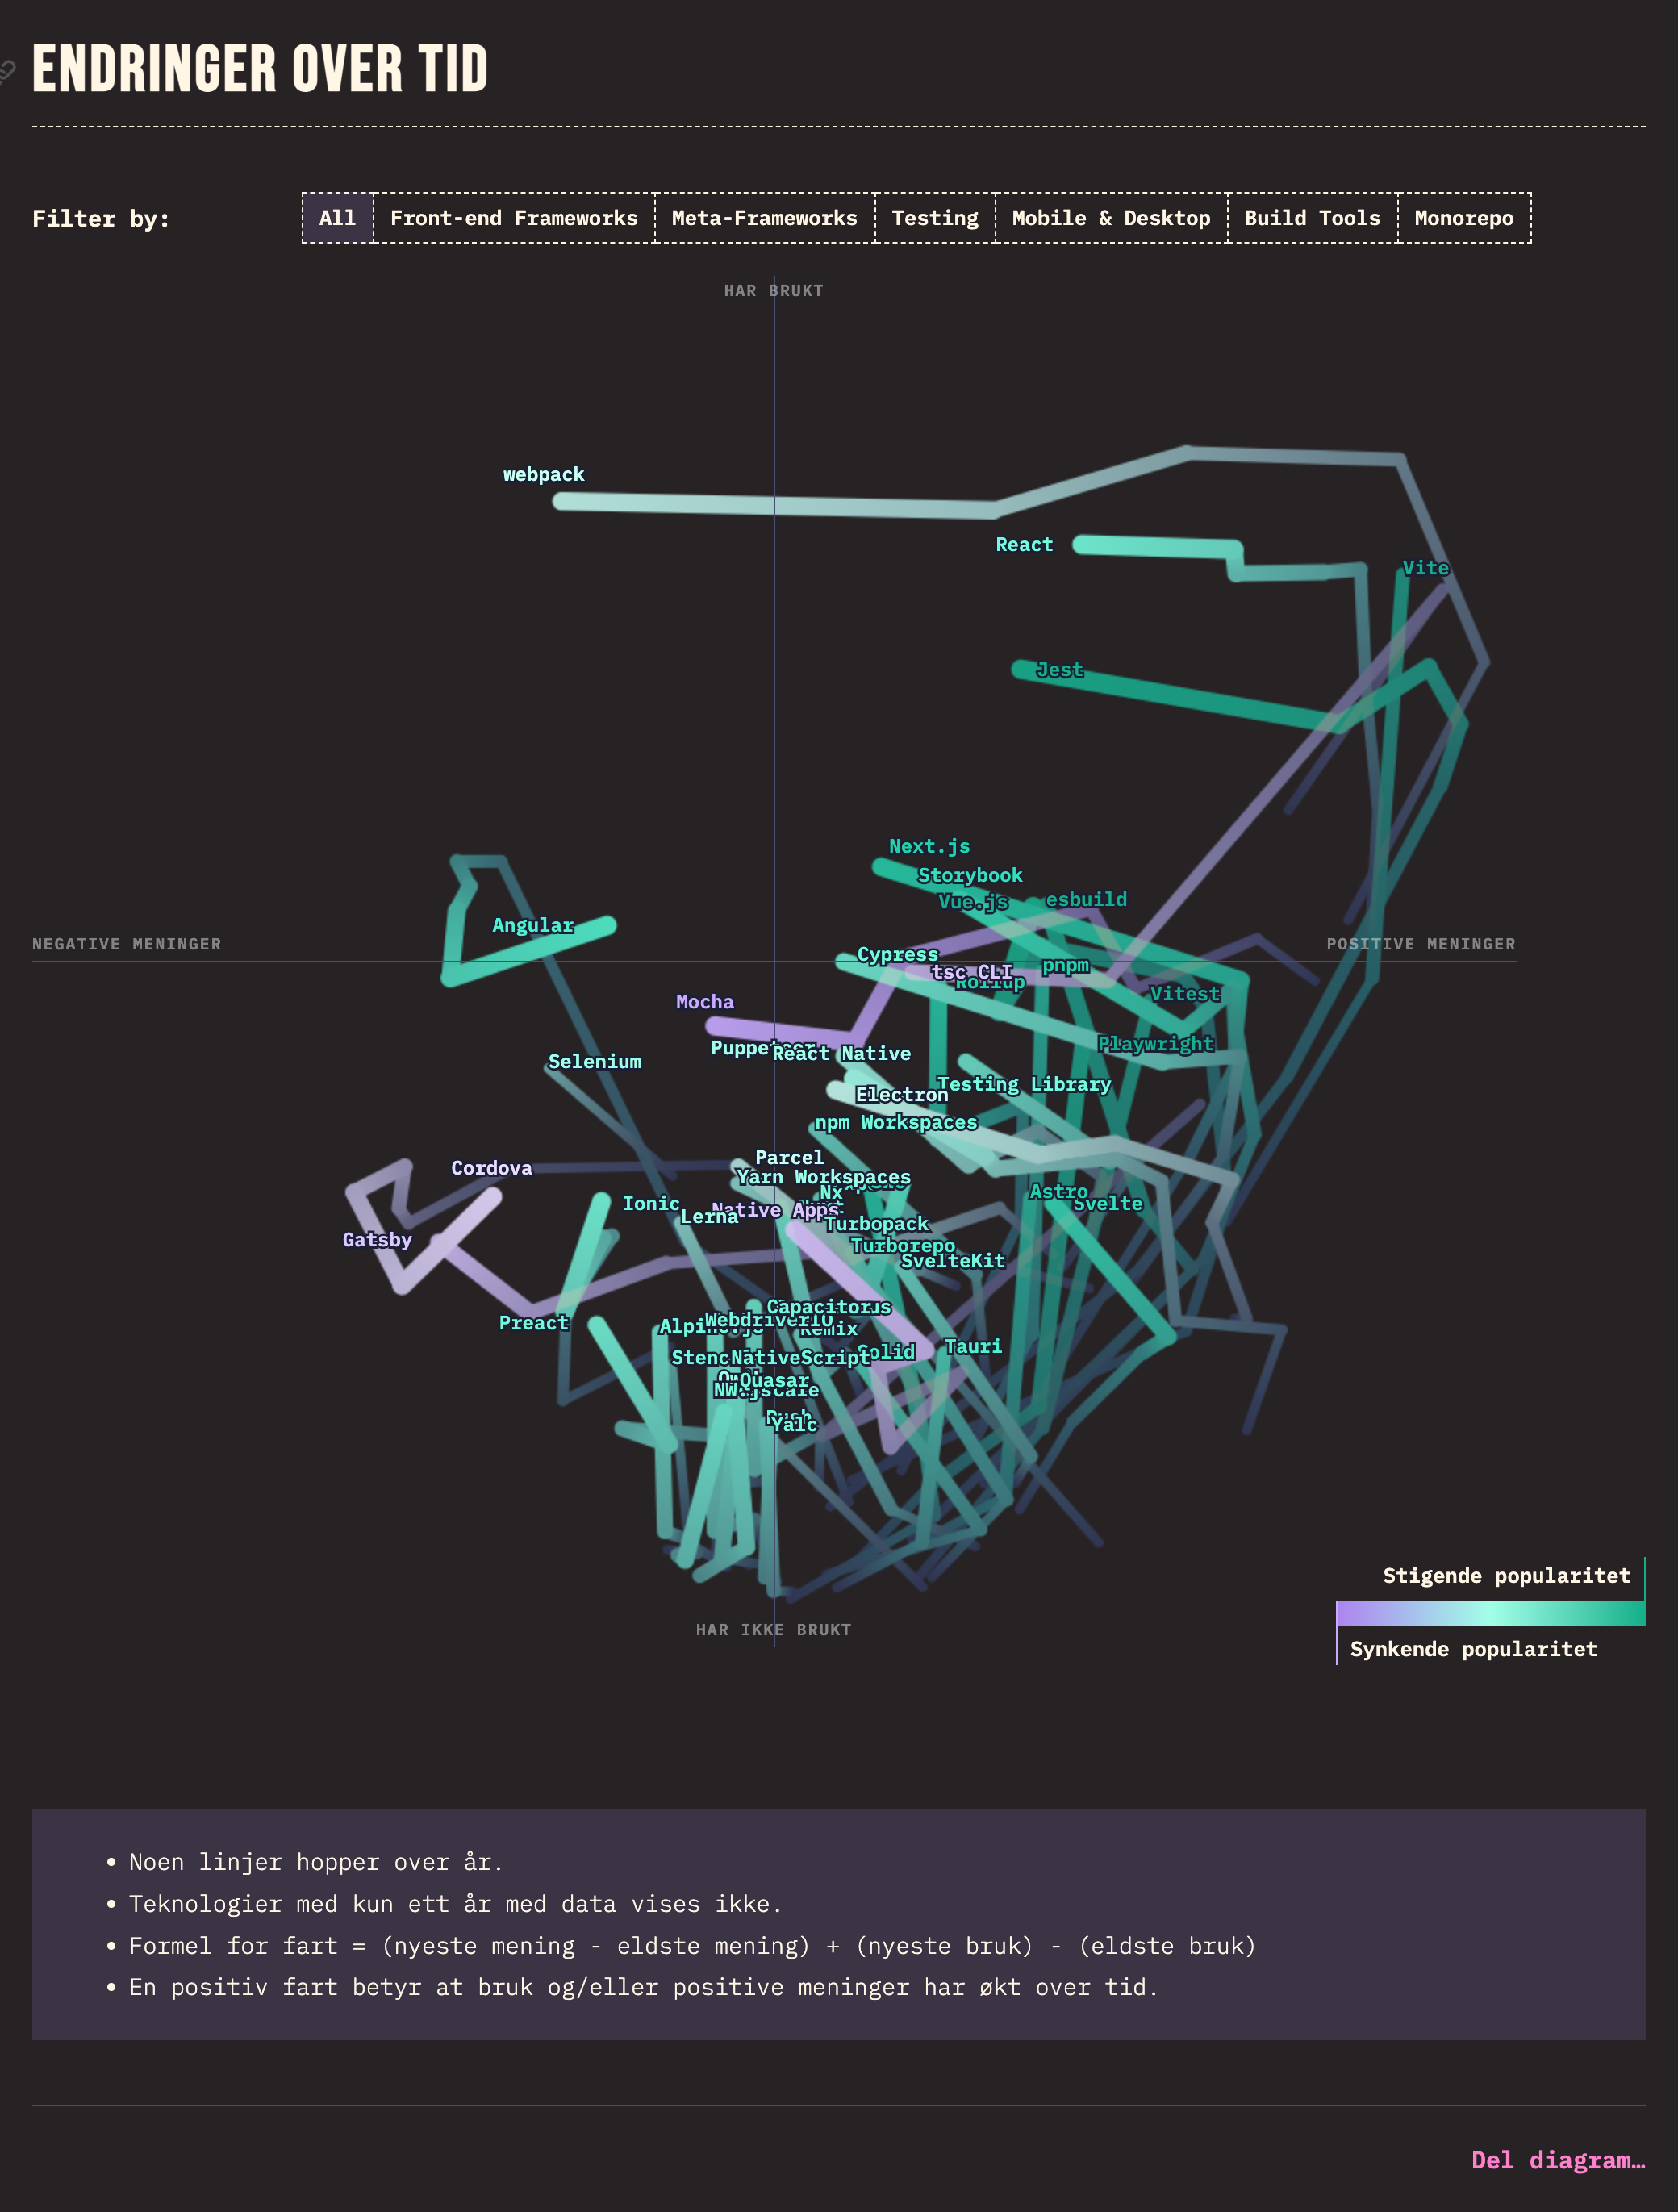 ENDRINGER OVER TID
Filter by:
All
Front-end Frameworks
Meta-Frameworks
Testing
Mobile & Desktop
Build Tools
Monorepo
HAR BRUKT
webpack
React
Vite
Jest
Next.js
Storybook
Vue.js
esbuild
Angular
NEGATIVE MENINGER
POSITIVE MENINGER
Cypress
pnpm
tsc CLI
Rollup
Vitest
Mocha
Playwright
Puppeteer
React Native
Selenium
Testing Library
Electron
npm Workspaces
Parcel
Cordova
Yarn Workspaces
Nx
Astro
Svelte
Ionic
Native Apps
Lerna
Turbopack
Gatsby
Turborepo
SvelteKit
Capacitor
Preact
WebdriverIO
Alpine.js
Remix
Solid
Tauri
NativeScript
Quasar
NW.js
Yalc
Stigende popularitet
Synkende popularitet
HAR IKKE BRUKT
• Noen linjer hopper over år.
• Teknologier med kun ett år med data vises ikke.
• Formel for fart = (nyeste mening - eldste mening) + (nyeste bruk) - (eldste bruk)
• En positiv fart betyr at bruk og/eller positive meninger har økt over tid.
Del diagram…